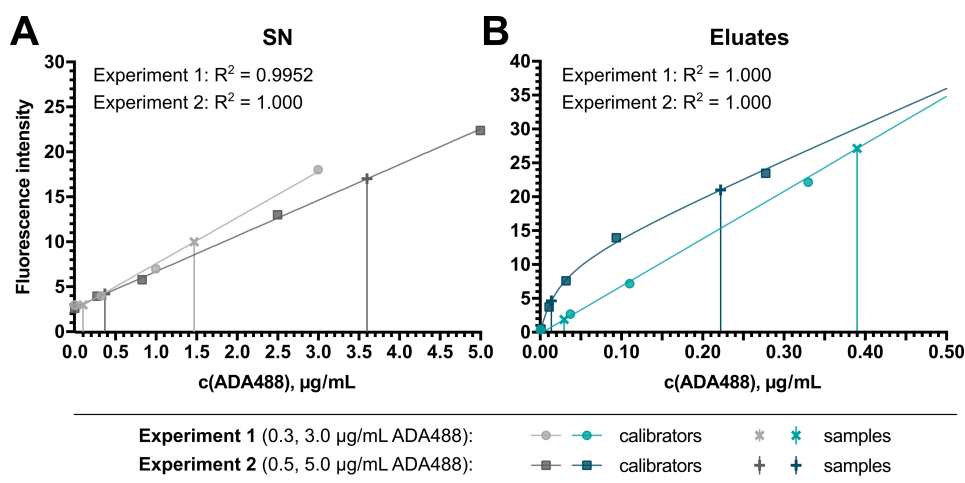 A
SN
Experiment 1: R² = 0.9952
Experiment 2: R² = 1.000
Fluorescence intensity
30
25
20
15
10
5
0
0.0 0.5 1.0 1.5 2.0 2.5 3.0 3.5 4.0 4.5 5.0
c(ADA488), µg/mL
B
Eluates
Experiment 1: R² = 1.000
Experiment 2: R² = 1.000
40
35
30
25
20
15
10
5
0
0.00 0.10 0.20 0.30 0.40 0.50
c(ADA488), µg/mL
Experiment 1 (0.3, 3.0 µg/mL ADA488): calibrators samples
Experiment 2 (0.5, 5.0 µg/mL ADA488): calibrators samples